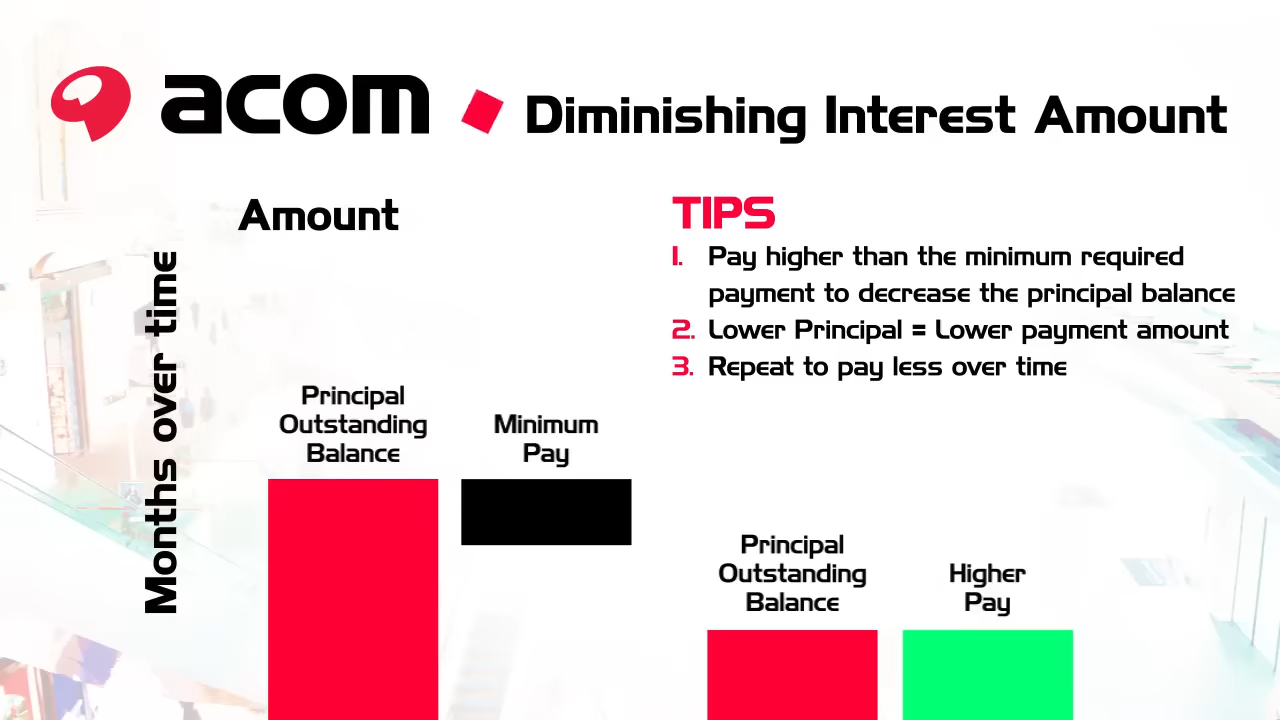 acom
Diminishing Interest Amount
Amount
Months over time
TIPS
1. Pay higher than the minimum required
payment to decrease the principal balance
2. Lower Principal = Lower payment amount
3. Repeat to pay less over time
Principal
Outstanding
Balance
Minimum
Pay
Principal
Outstanding
Balance
Higher
Pay